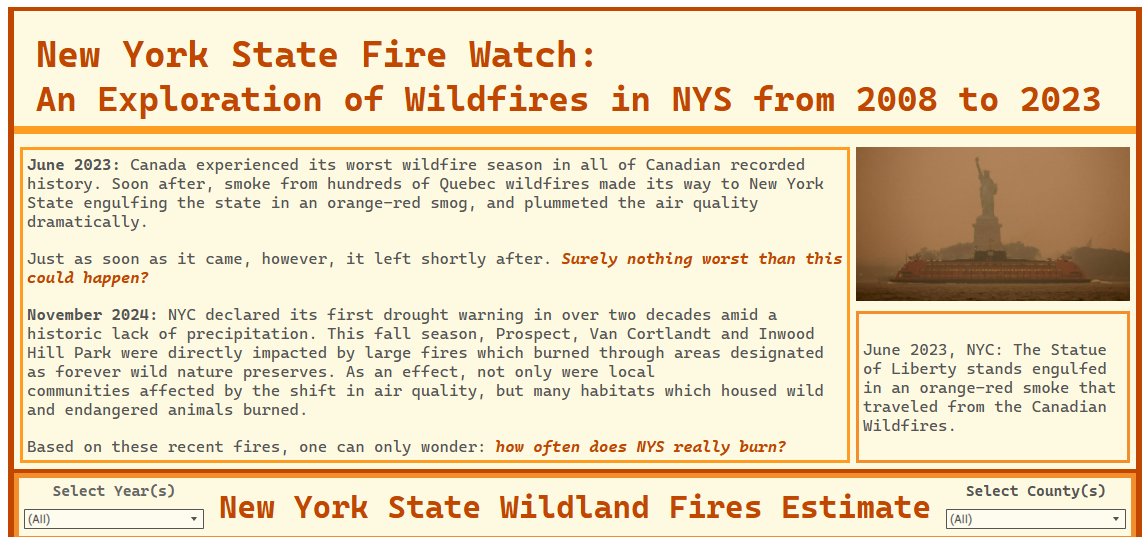 New York State Fire Watch:
An Exploration of Wildfires in NYS from 2008 to 2023
June 2023: Canada experienced its worst wildfire season in all of Canadian recorded
history. Soon after, smoke from hundreds of Quebec wildfires made its way to New York
State engulfing the state in an orange-red smog, and plummeted the air quality
dramatically.
Just as soon as it came, however, it left shortly after. Surely nothing worst than this
could happen?
November 2024: NYC declared its first drought warning in over two decades amid a
historic lack of precipitation. This fall season, Prospect, Van Cortlandt and Inwood
Hill Park were directly impacted by large fires which burned through areas designated
as forever wild nature preserves. As an effect, not only were local
communities affected by the shift in air quality, but many habitats which housed wild
and endangered animals burned.
Based on these recent fires, one can only wonder: how often does NYS really burn?
June 2023, NYC: The Statue
of Liberty stands engulfed
in an orange-red smoke that
traveled from the Canadian
Wildfires.
Select Year(s)
(All)
New York State Wildland Fires Estimate
Select County(s)
(All)